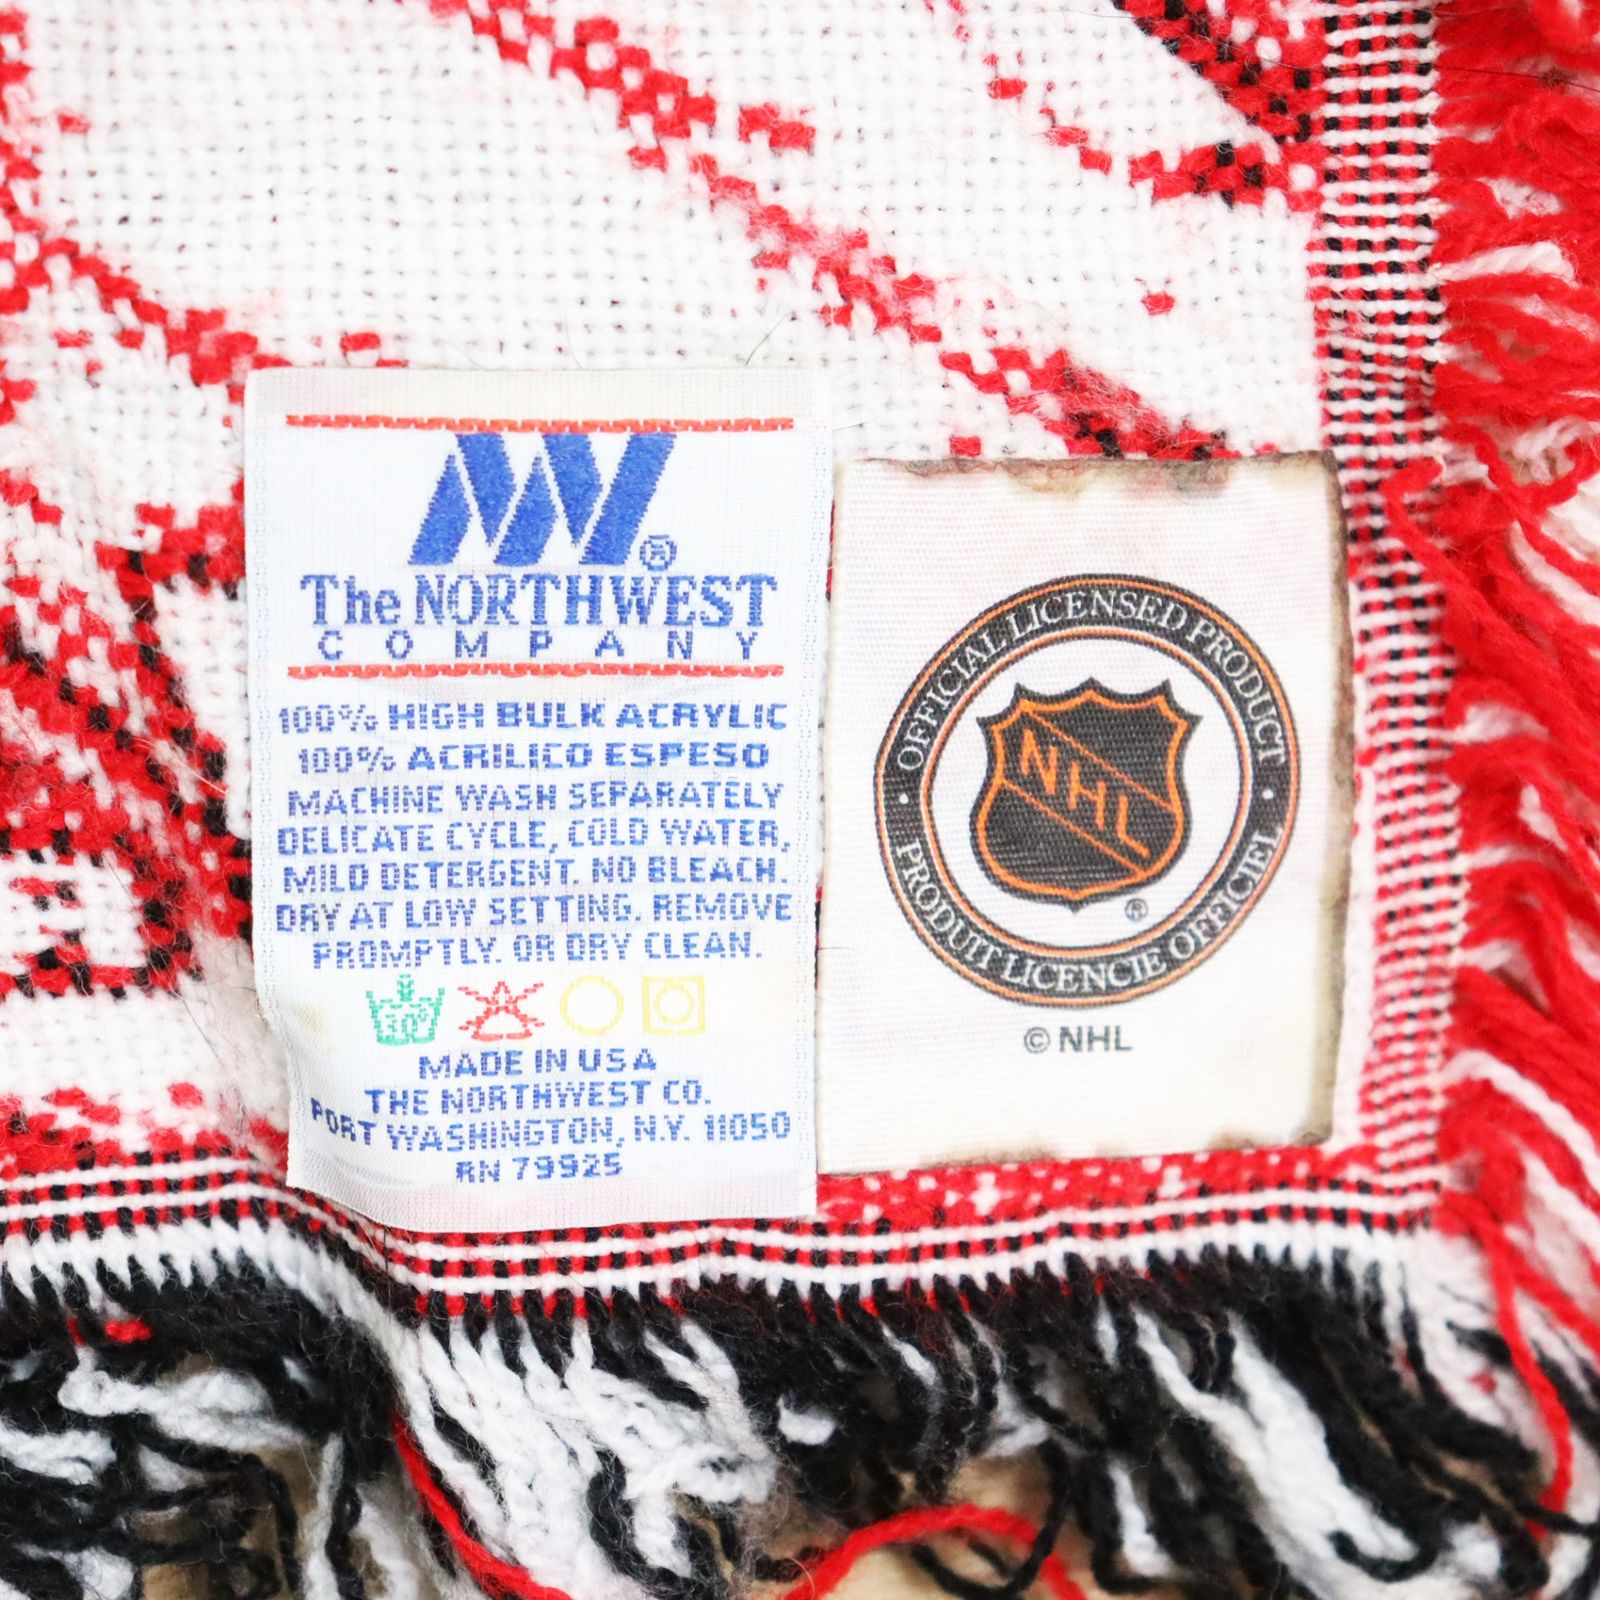 ®
The NORTHWEST
COMPANY
100% HIGH BULK ACRYLIC
100% ACRILICO ESPESO
MACHINE WASH SEPARATELY
DELICATE CYCLE, COLD WATER,
MILD DETERGENT. NO BLEACH.
DRY AT LOW SETTING. REMOVE
PROMPTLY. OR DRY CLEAN.
30°
MADE IN USA
THE NORTHWEST CO.
PORT WASHINGTON, N.Y. 11050
RN 79925
OFFICIAL LICENSED PRODUCT
NHL
®
• PRODUIT LICENCIE OFFICIEL •
© NHL